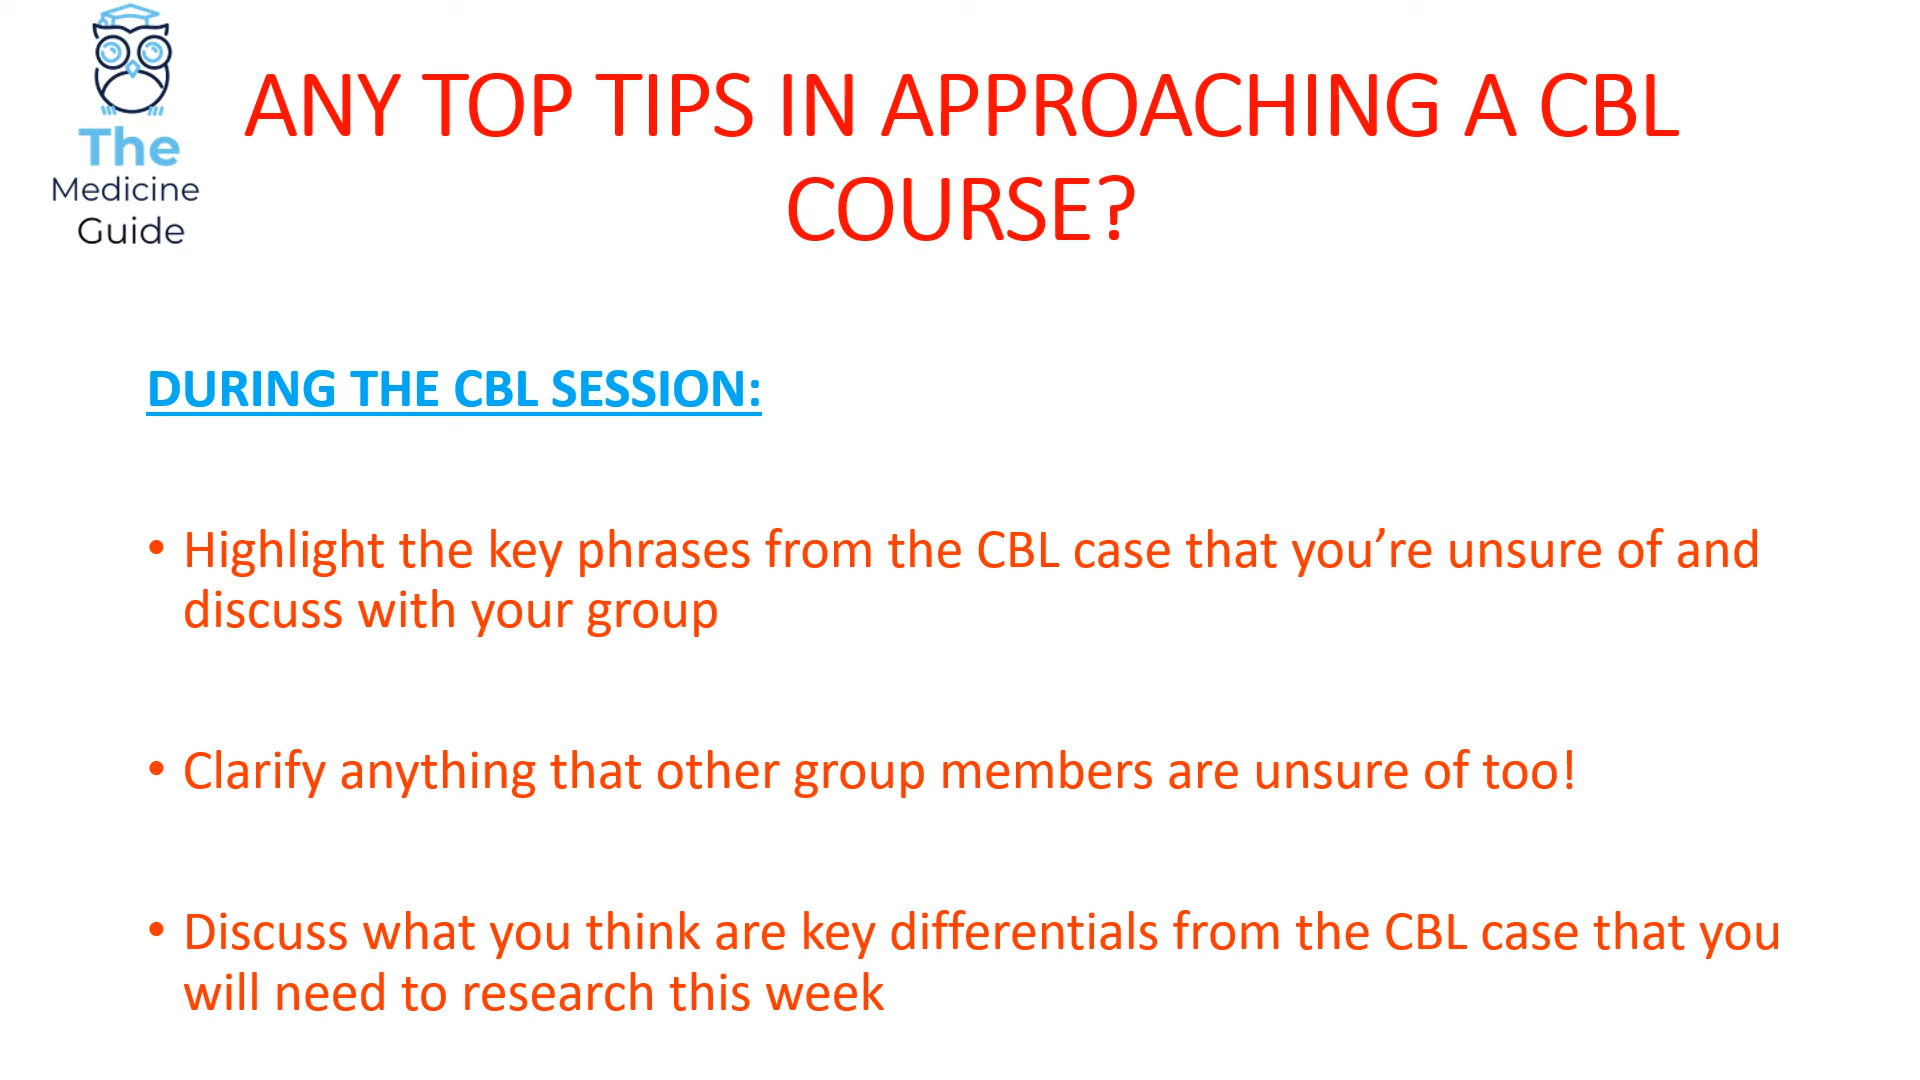 The
Medicine
Guide
ANY TOP TIPS IN APPROACHING A CBL
COURSE?
DURING THE CBL SESSION:
• Highlight the key phrases from the CBL case that you’re unsure of and
discuss with your group
• Clarify anything that other group members are unsure of too!
• Discuss what you think are key differentials from the CBL case that you
will need to research this week